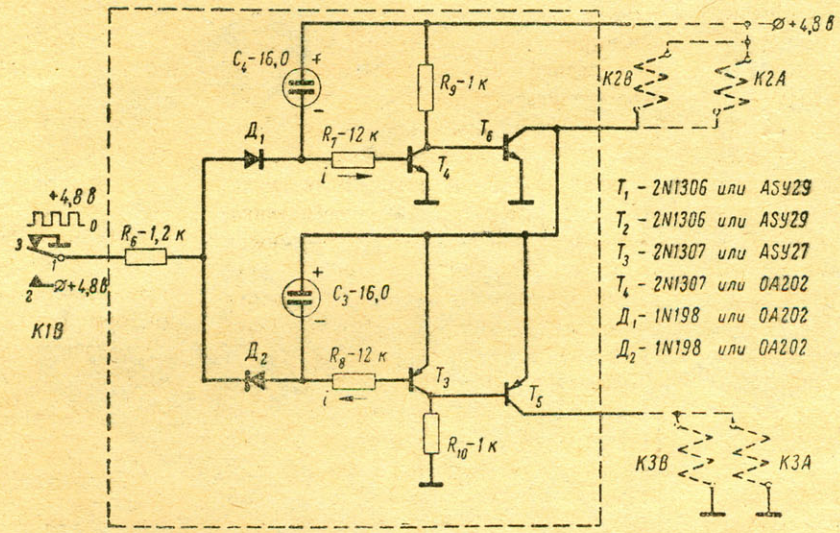 +4,8 в
C₄-16,0
R₉-1 к
K2B
K2A
Д₁
R₇-12 к
i
T₄
T₆
+4,8 в
0
R₆-1,2 к
3
1
2
+4,8 в
K1B
C₃-16,0
Д₂
R₈-12 к
i
T₃
T₅
R₁₀-1 к
K3B
K3A
T₁ - 2N1306 или ASY29
T₂ - 2N1306 или ASY29
T₃ - 2N1307 или ASY27
T₄ - 2N1307 или OA202
Д₁ - 1N198 или OA202
Д₂ - 1N198 или OA202
+
-
+
-